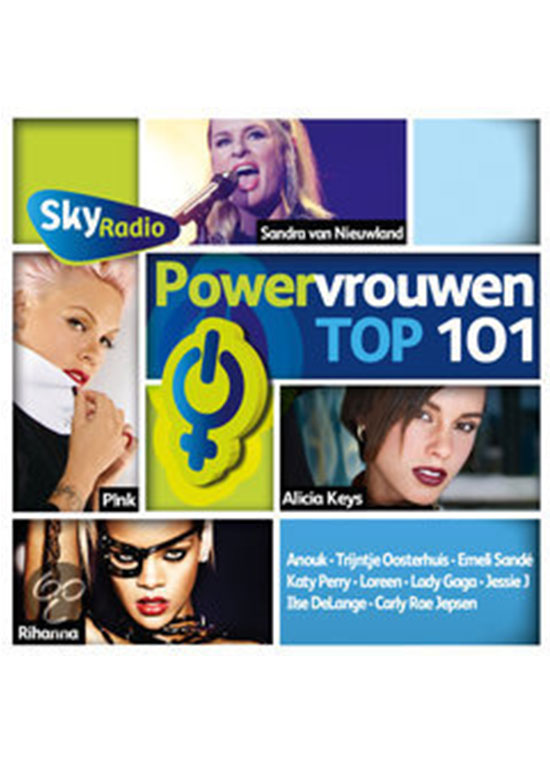 Sky Radio
Sandra van Nieuwland
Powervrouwen
TOP 101
P!nk
Alicia Keys
Rihanna
Anouk - Trijntje Oosterhuis - Emeli Sandé
Katy Perry - Loreen - Lady Gaga - Jessie J
Ilse DeLange - Carly Rae Jepsen